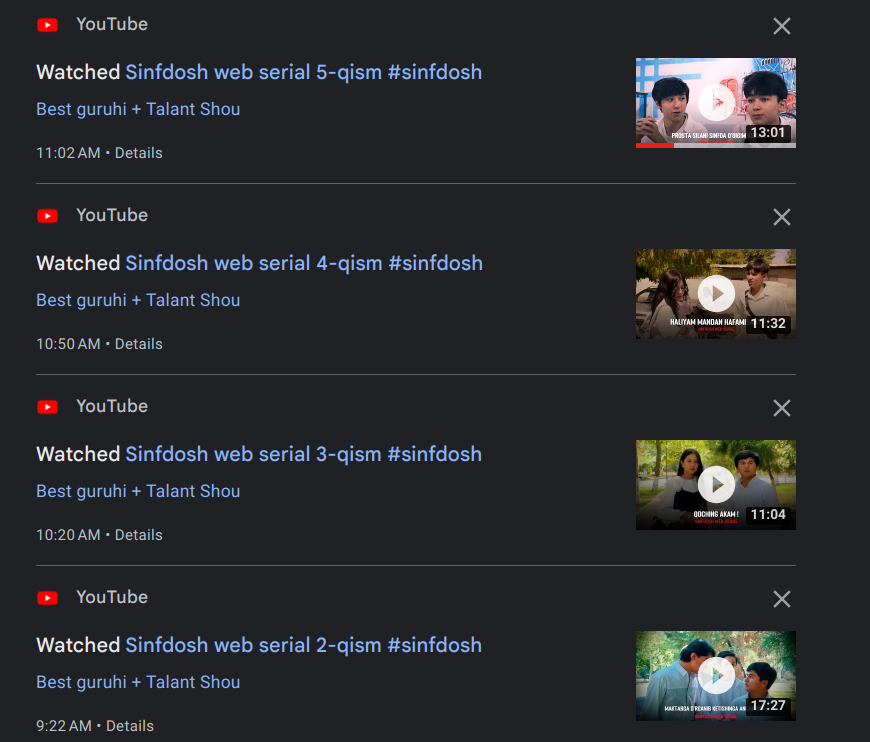 YouTube
Watched Sinfdosh web serial 5-qism #sinfdosh
Best guruhi + Talant Shou
PROSTA SILANI SINFDA O'QIGIM
13:01
11:02 AM • Details
YouTube
Watched Sinfdosh web serial 4-qism #sinfdosh
Best guruhi + Talant Shou
HALIYAM MANDAN HAFAMI
11:32
10:50 AM • Details
YouTube
Watched Sinfdosh web serial 3-qism #sinfdosh
Best guruhi + Talant Shou
QOCHING AKAM !
SINFDOSH WEB SERIAL
11:04
10:20 AM • Details
YouTube
Watched Sinfdosh web serial 2-qism #sinfdosh
Best guruhi + Talant Shou
MAKTABGA O'RGANIB KETISHINGA
17:27
9:22 AM • Details